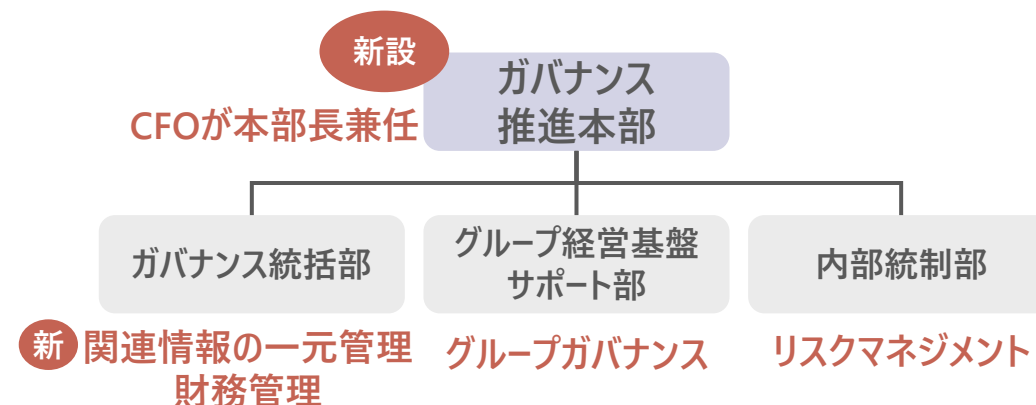 新設
ガバナンス
推進本部
CFOが本部長兼任
ガバナンス統括部
グループ経営基盤
サポート部
内部統制部
新 関連情報の一元管理
財務管理
グループガバナンス
リスクマネジメント